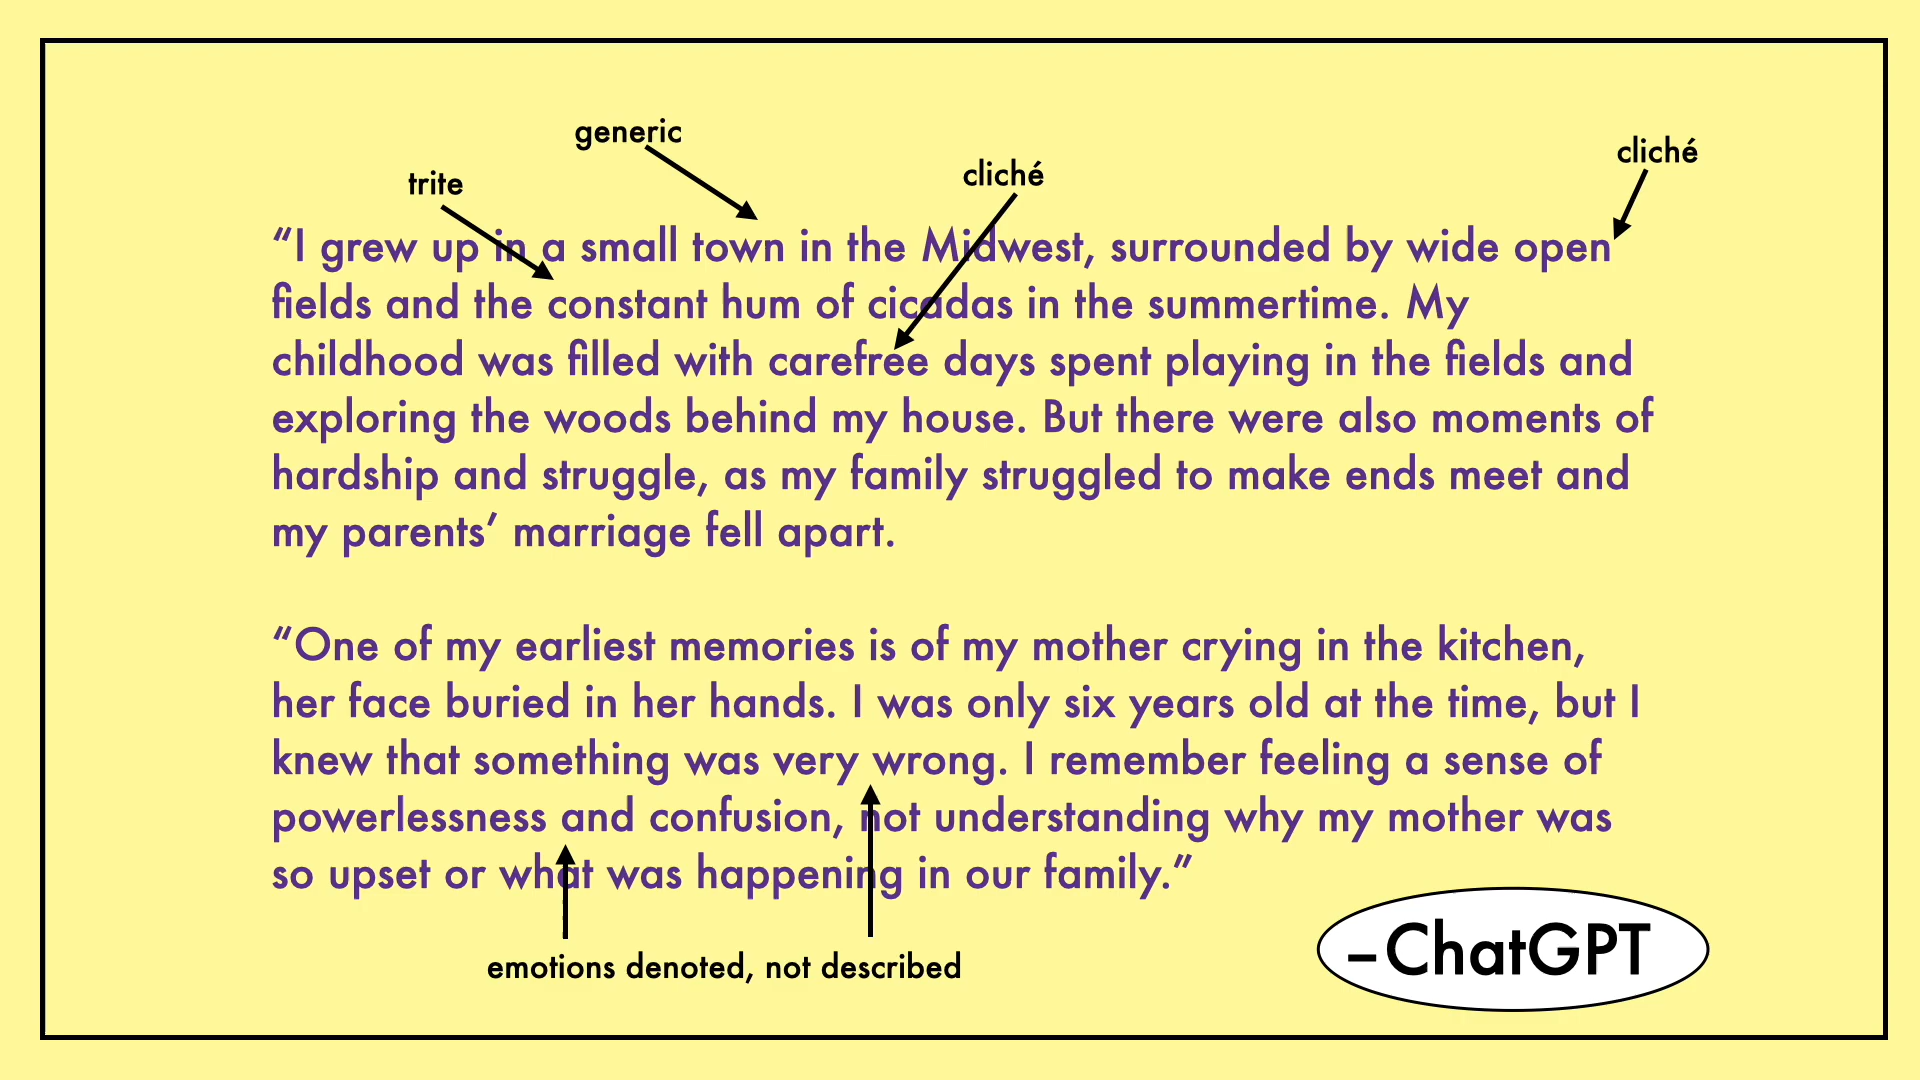 generic
cliché
cliché
trite
“I grew up in a small town in the Midwest, surrounded by wide open
fields and the constant hum of cicadas in the summertime. My
childhood was filled with carefree days spent playing in the fields and
exploring the woods behind my house. But there were also moments of
hardship and struggle, as my family struggled to make ends meet and
my parents’ marriage fell apart.
“One of my earliest memories is of my mother crying in the kitchen,
her face buried in her hands. I was only six years old at the time, but I
knew that something was very wrong. I remember feeling a sense of
powerlessness and confusion, not understanding why my mother was
so upset or what was happening in our family.”
emotions denoted, not described
–ChatGPT